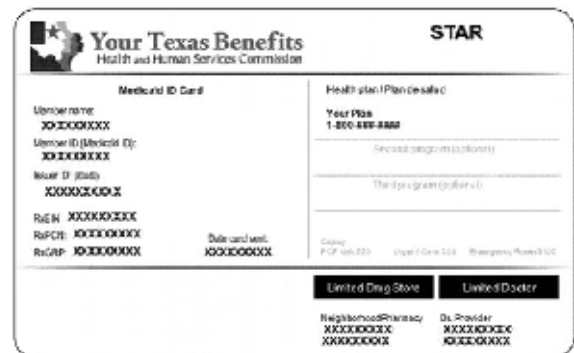 Your Texas Benefits
Health and Human Services Commission
STAR
Medicaid ID Card
Member name:
XXXXXXXXX
Member ID (Medicaid ID):
XXXXXXXXX
Issuer ID
XXXXXXXXX
RxBIN: XXXXXXXXX
RxPCN: XXXXXXXXX
RxGRP: XXXXXXXXX
Date card sent:
XXXXXXXXX
Health plan / Plan de salud
Your Plan
1-800-###-####
Second program (optional)
Third program (optional)
Copay:
Limited Drug Store
Limited Doctor
Neighborhood Pharmacy
XXXXXXXXX
XXXXXXXXX
Dr. Provider
XXXXXXXXX
XXXXXXXXX